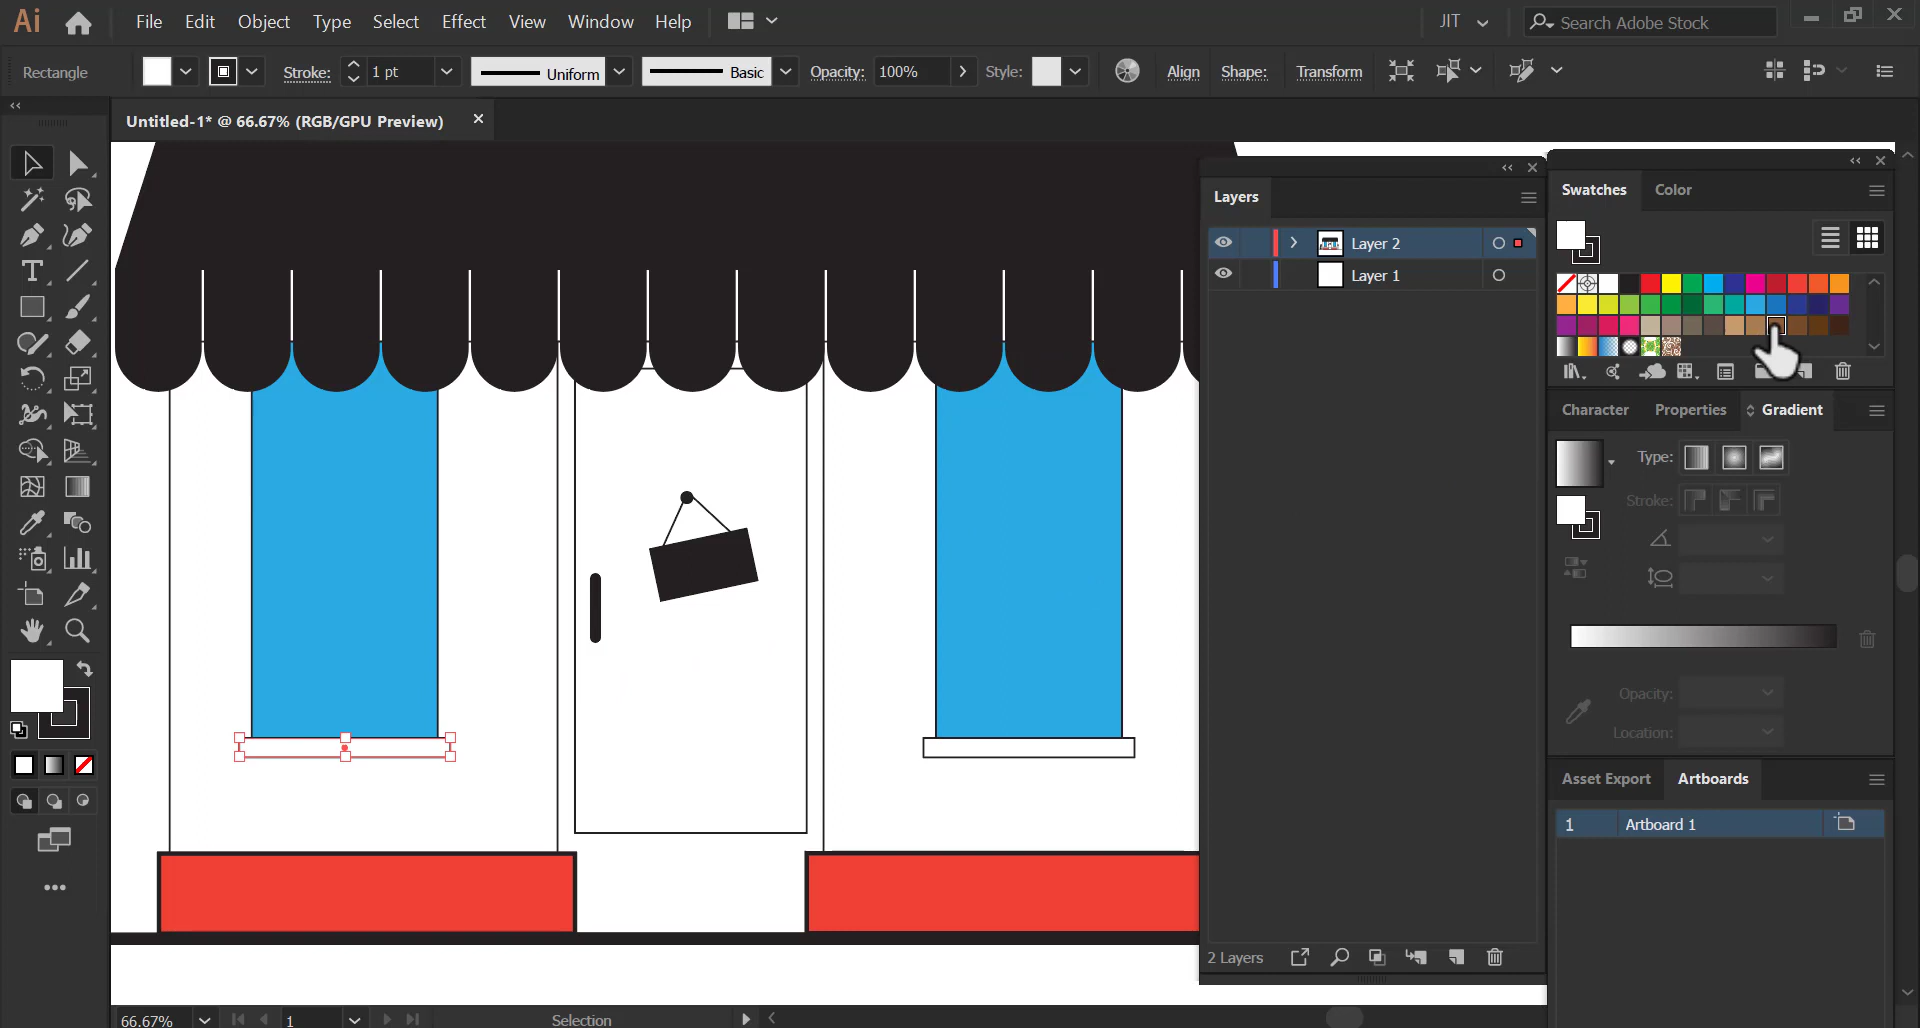 Ai File Edit Object Type Select Effect View Window Help JIT Search Adobe Stock
Rectangle Stroke: 1 pt Uniform Basic Opacity: 100% Style: Align Shape: Transform
Untitled-1* @ 66.67% (RGB/GPU Preview)
Layers
Layer 2
Layer 1
2 Layers
Swatches Color
Character Properties Gradient
Type:
Stroke:
Opacity:
Location:
Asset Export Artboards
1 Artboard 1
66.67% 1 Selection